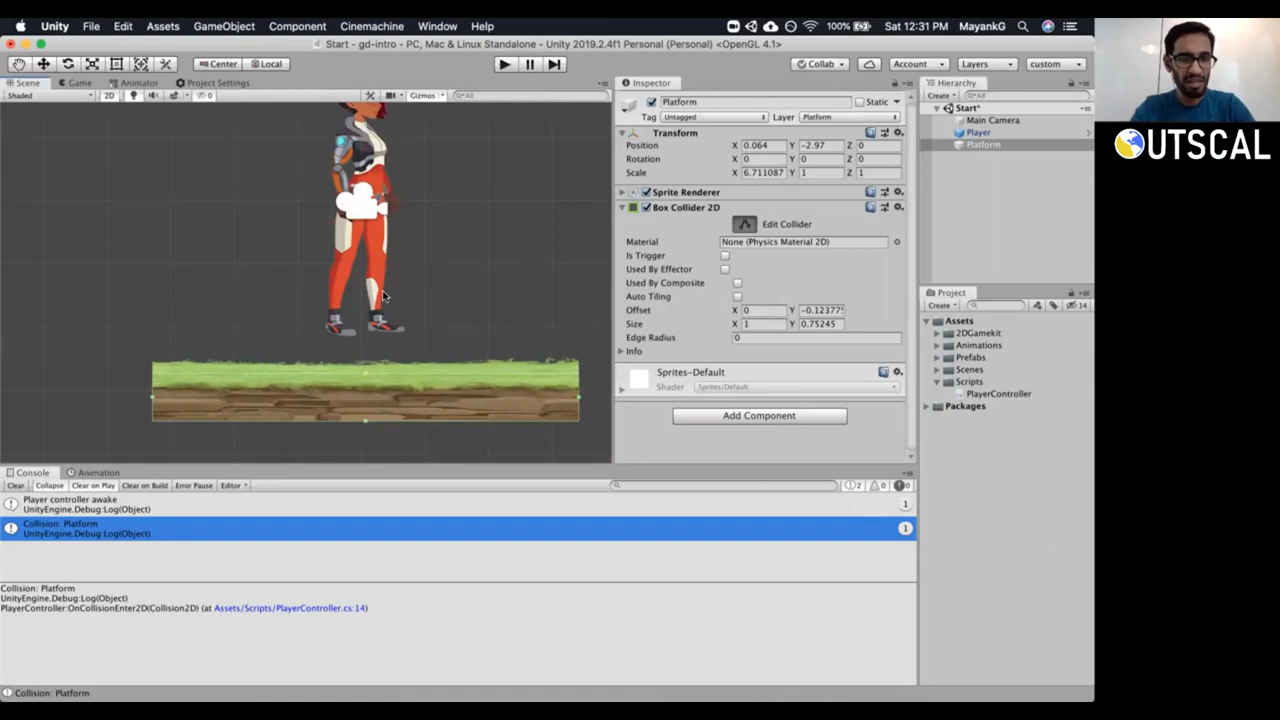 Unity File Edit Assets GameObject Component Cinemachine Window Help 100% Sat 12:31 PM MayankG
Start - gd-intro - PC, Mac & Linux Standalone - Unity 2019.2.4f1 Personal (Personal) <OpenGL 4.1>
Center Local Collab Account Layers custom
Scene Game Animator Project Settings
Shaded 2D 0 Gizmos All
Inspector
Platform Static
Tag Untagged Layer Platform
Transform
Position X 0.064 Y -2.97 Z 0
Rotation X 0 Y 0 Z 0
Scale X 6.711087 Y 1 Z 1
Sprite Renderer
Box Collider 2D
Edit Collider
Material None (Physics Material 2D)
Is Trigger
Used By Effector
Used By Composite
Auto Tiling
Offset X 0 Y -0.12377
Size X 1 Y 0.75245
Edge Radius 0
Info
Sprites-Default
Shader Sprites/Default
Add Component
Hierarchy
Create All
Start*
Main Camera
Player
Platform
Project
Create 14
Assets
2DGamekit
Animations
Prefabs
Scenes
Scripts
PlayerController
Packages
OUTSCAL
Console Animation
Clear Collapse Clear on Play Clear on Build Error Pause Editor 2 0 0
Player controller awake
UnityEngine.Debug:Log(Object)
1
Collision: Platform
UnityEngine.Debug:Log(Object)
1
Collision: Platform
UnityEngine.Debug:Log(Object)
PlayerController:OnCollisionEnter2D(Collision2D) (at Assets/Scripts/PlayerController.cs:14)
Collision: Platform